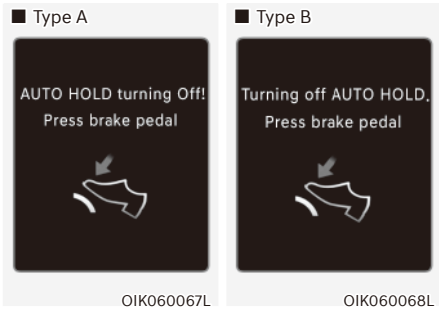 ■ Type A
AUTO HOLD turning Off!
Press brake pedal
OIK060067L
■ Type B
Turning off AUTO HOLD.
Press brake pedal
OIK060068L